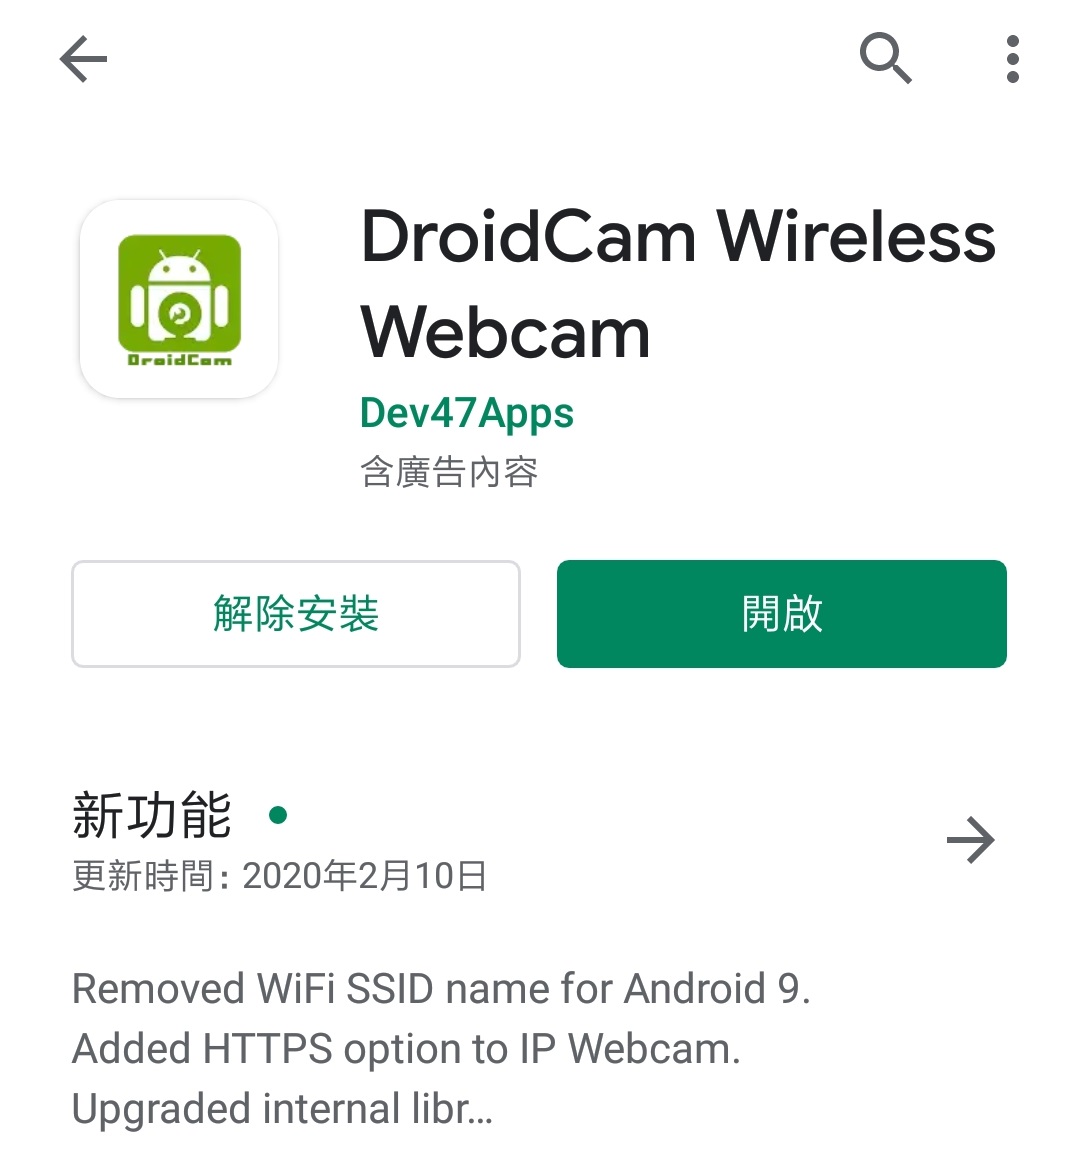 DroidCam
DroidCam Wireless
Webcam
Dev47Apps
含廣告內容
解除安裝
開啟
新功能
更新時間：2020年2月10日
Removed WiFi SSID name for Android 9.
Added HTTPS option to IP Webcam.
Upgraded internal libr…